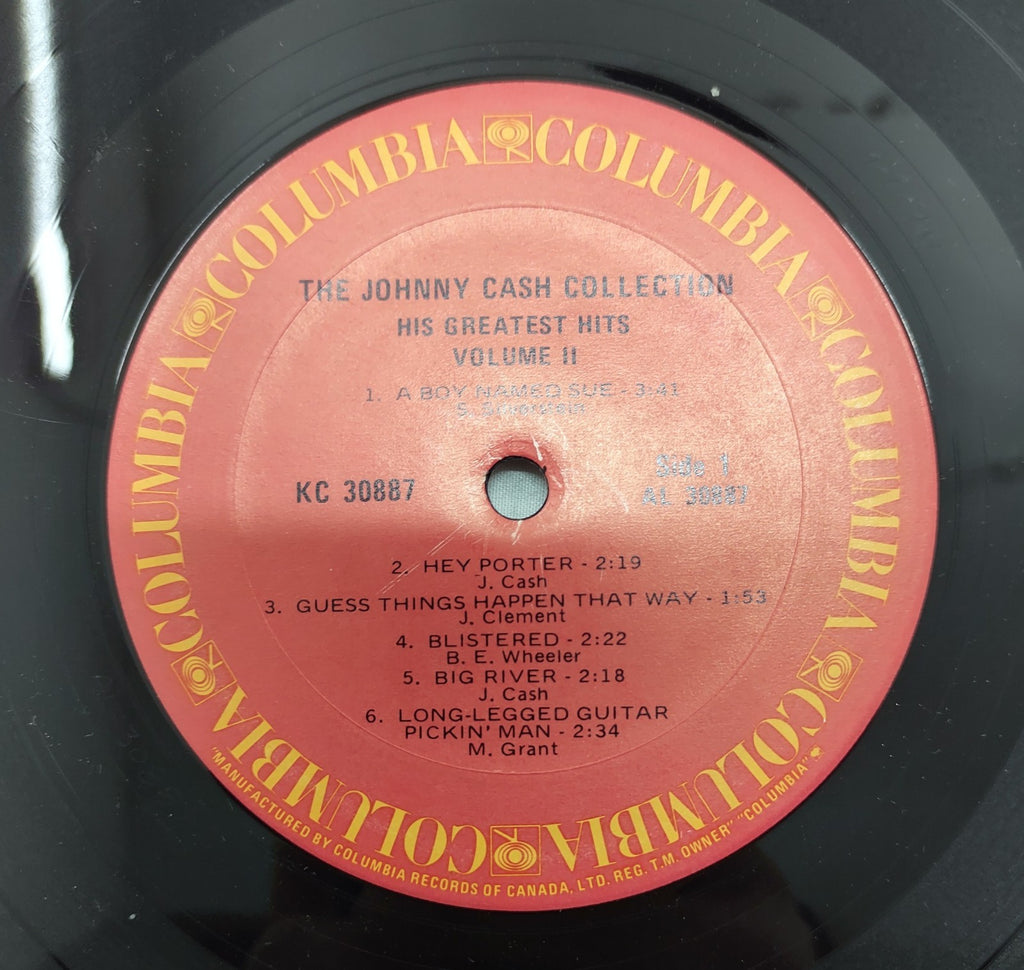 COLUMBIA COLUMBIA COLUMBIA COLUMBIA COLUMBIA COLUMBIA
THE JOHNNY CASH COLLECTION
HIS GREATEST HITS
VOLUME II
1. A BOY NAMED SUE - 3:41
S.
KC 30887
Side 1
AL 30887
2. HEY PORTER - 2:19
J. Cash
3. GUESS THINGS HAPPEN THAT WAY - 1:53
J. Clement
4. BLISTERED - 2:22
B. E. Wheeler
5. BIG RIVER - 2:18
J. Cash
6. LONG-LEGGED GUITAR
PICKIN' MAN - 2:34
M. Grant
"MANUFACTURED BY COLUMBIA RECORDS OF CANADA, LTD. REG. T.M. OWNER" "COLUMBIA"